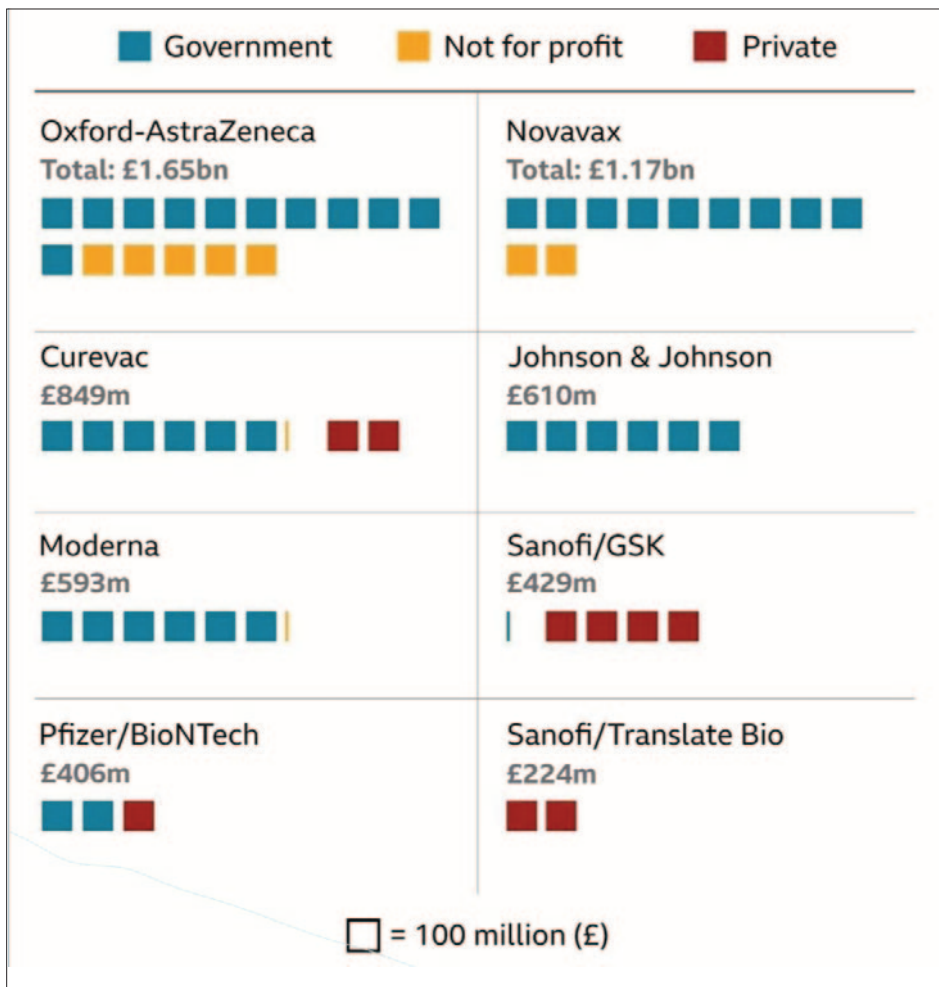 Government Not for profit Private
Oxford-AstraZeneca
Total: £1.65bn
Novavax
Total: £1.17bn
Curevac
£849m
Johnson & Johnson
£610m
Moderna
£593m
Sanofi/GSK
£429m
Pfizer/BioNTech
£406m
Sanofi/Translate Bio
£224m
= 100 million (£)